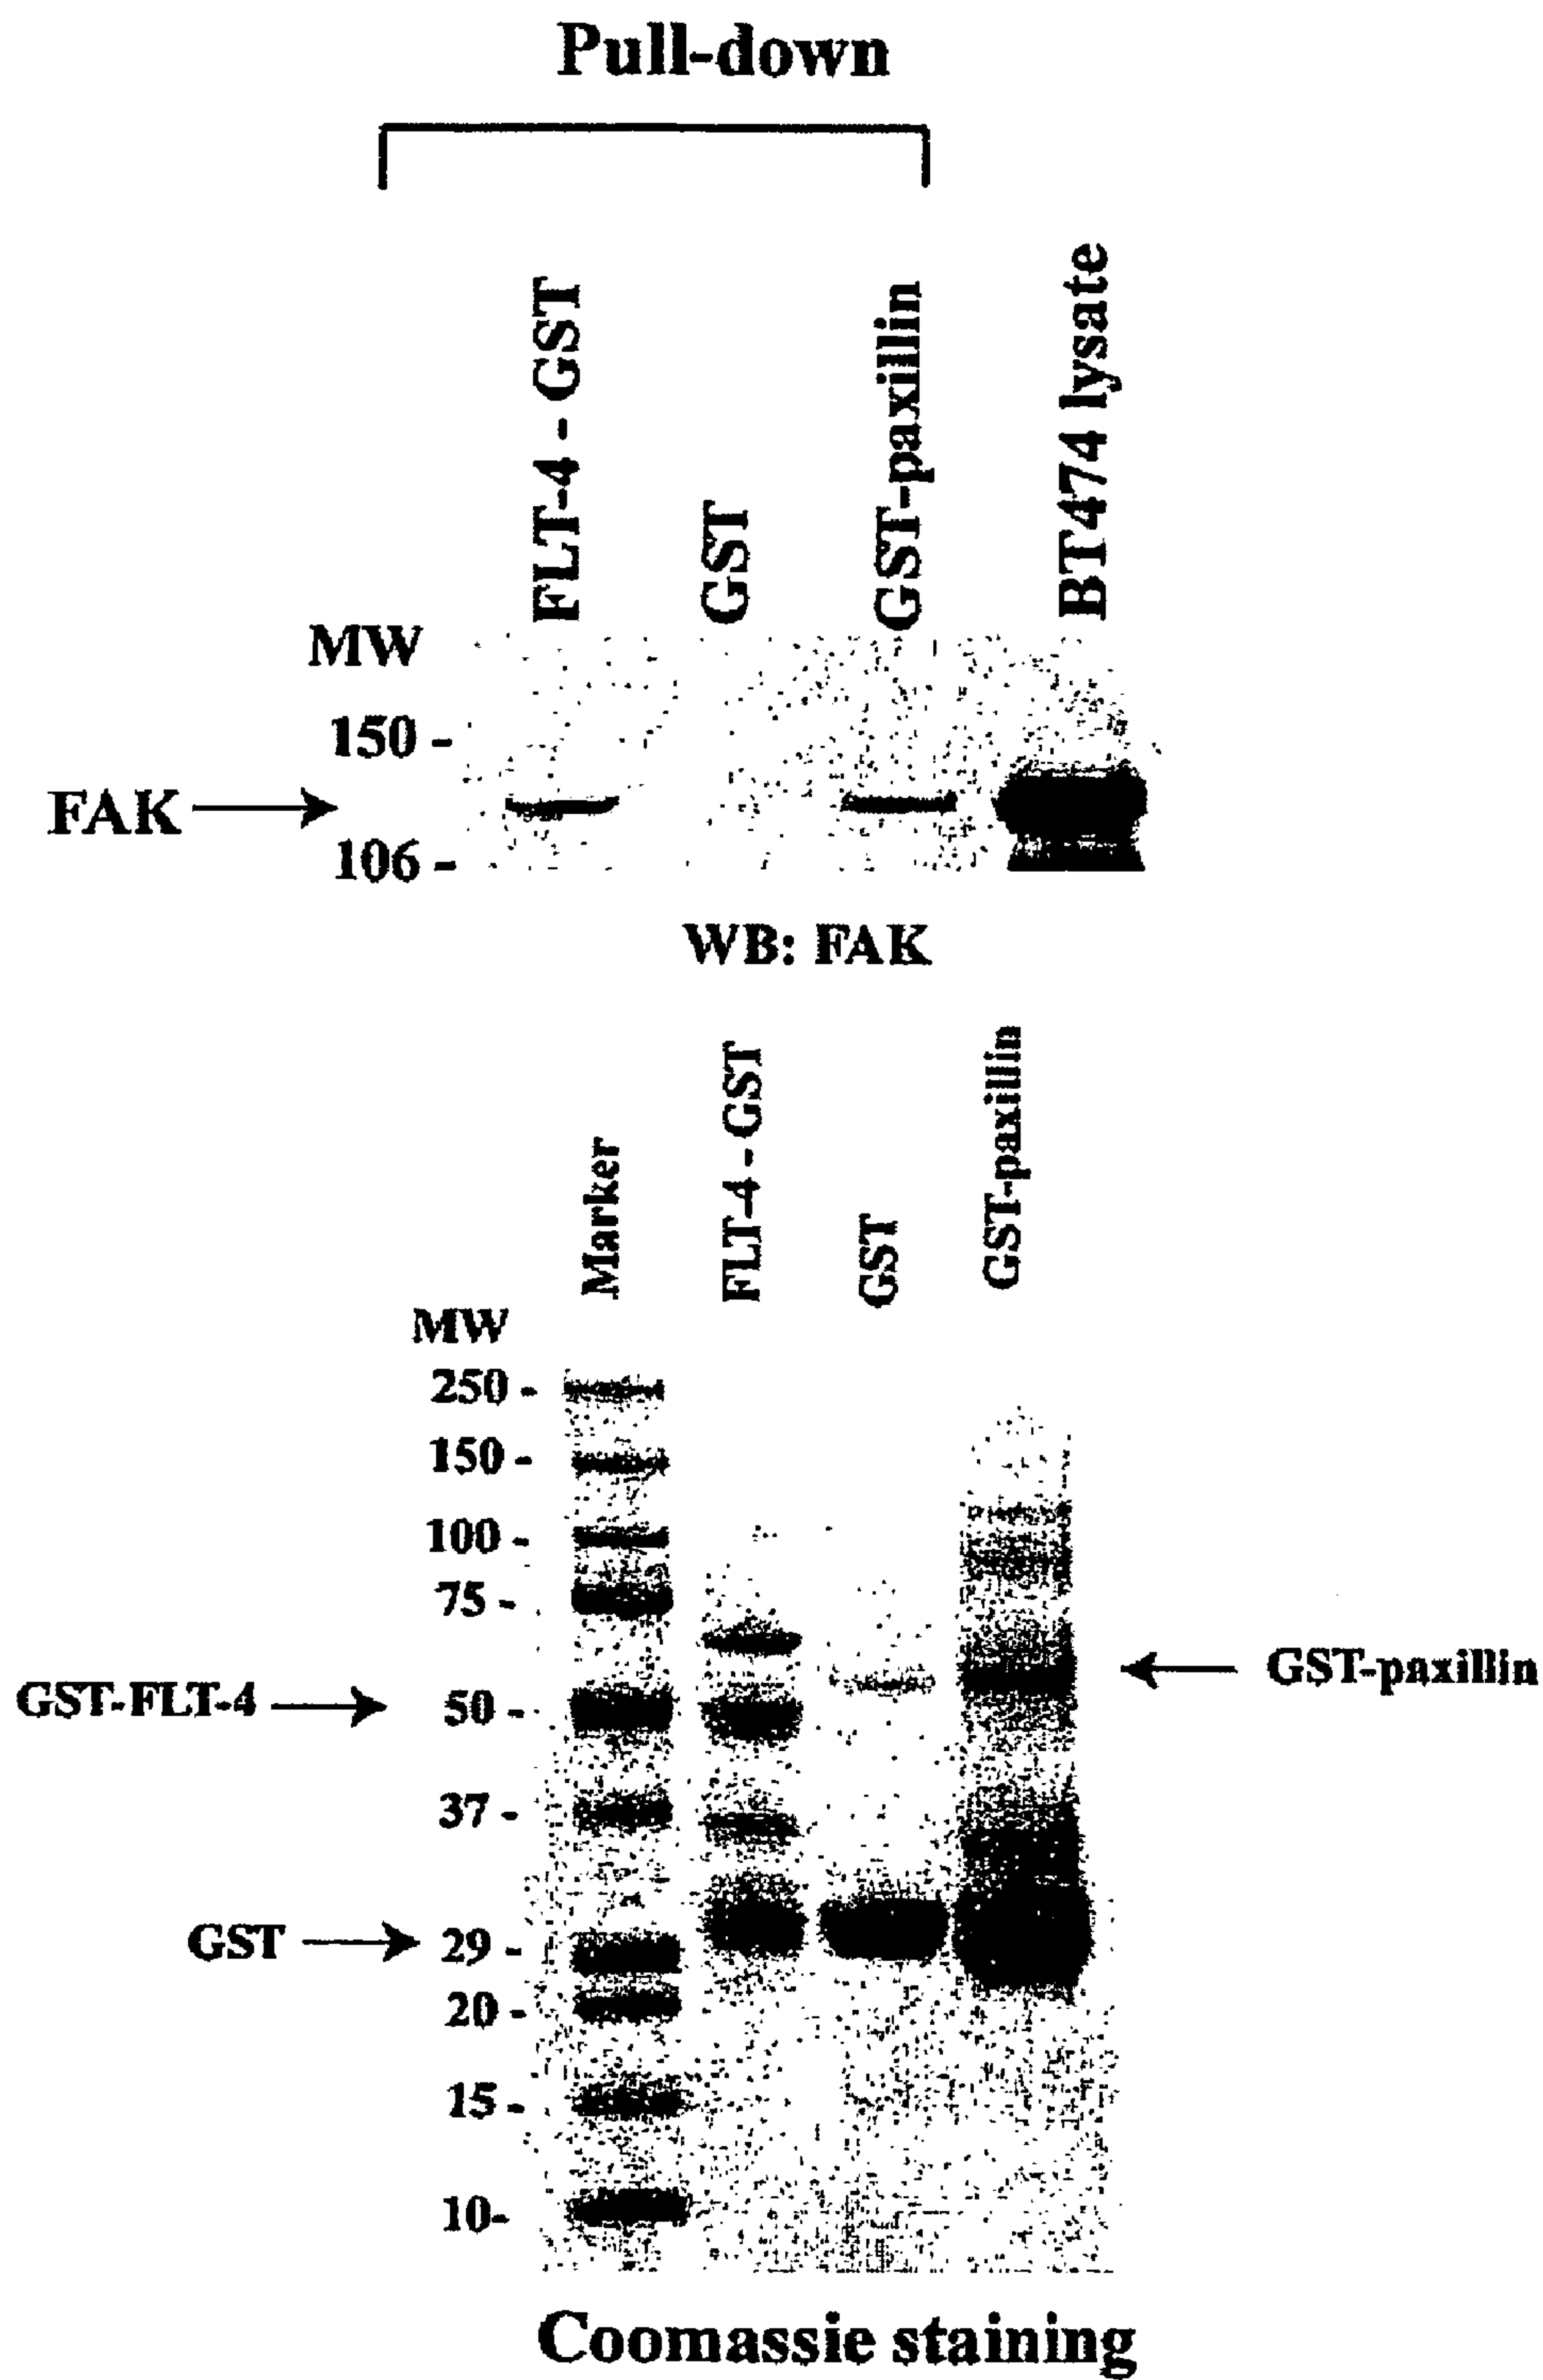 Pull-down
FLT-4 - GST
GST
GST-paxillin
BT474 lysate
MW
150 -
FAK
106 -
WB: FAK
Marker
FLT-4 - GST
GST
GST-paxillin
MW
250 -
150 -
100 -
75 -
GST-paxillin
GST-FLT-4
50 -
37 -
GST
29 -
20 -
15 -
10-
Coomassie staining